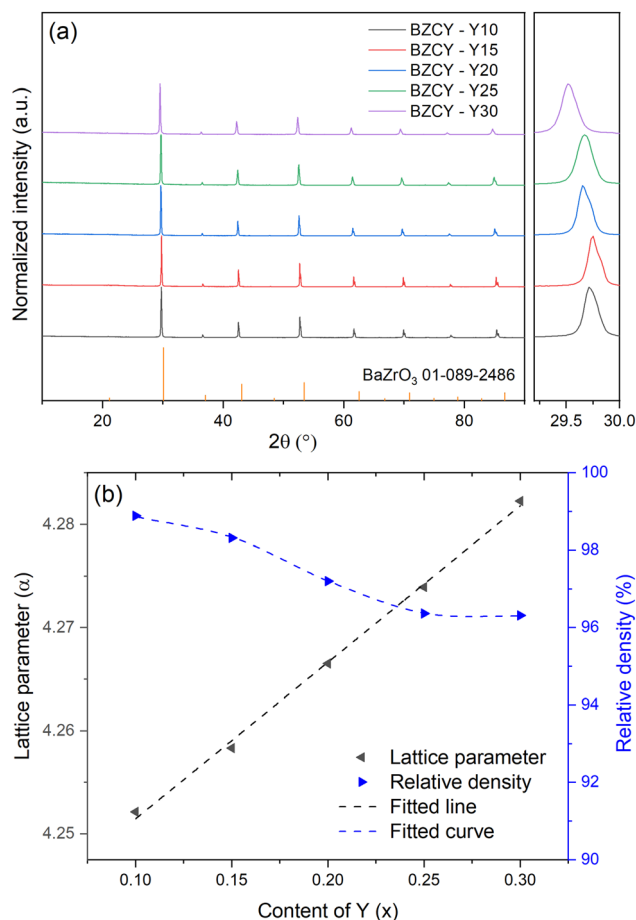 (a)
BZCY - Y10
BZCY - Y15
BZCY - Y20
BZCY - Y25
BZCY - Y30
Normalized intensity (a.u.)
BaZrO₃ 01-089-2486
20 40 60 80 29.5 30.0
2θ (°)
(b)
100
98
96
94
92
91
90
Relative density (%)
4.28
4.27
4.26
4.25
Lattice parameter (α)
Lattice parameter
Relative density
Fitted line
Fitted curve
0.10 0.15 0.20 0.25 0.30
Content of Y (x)